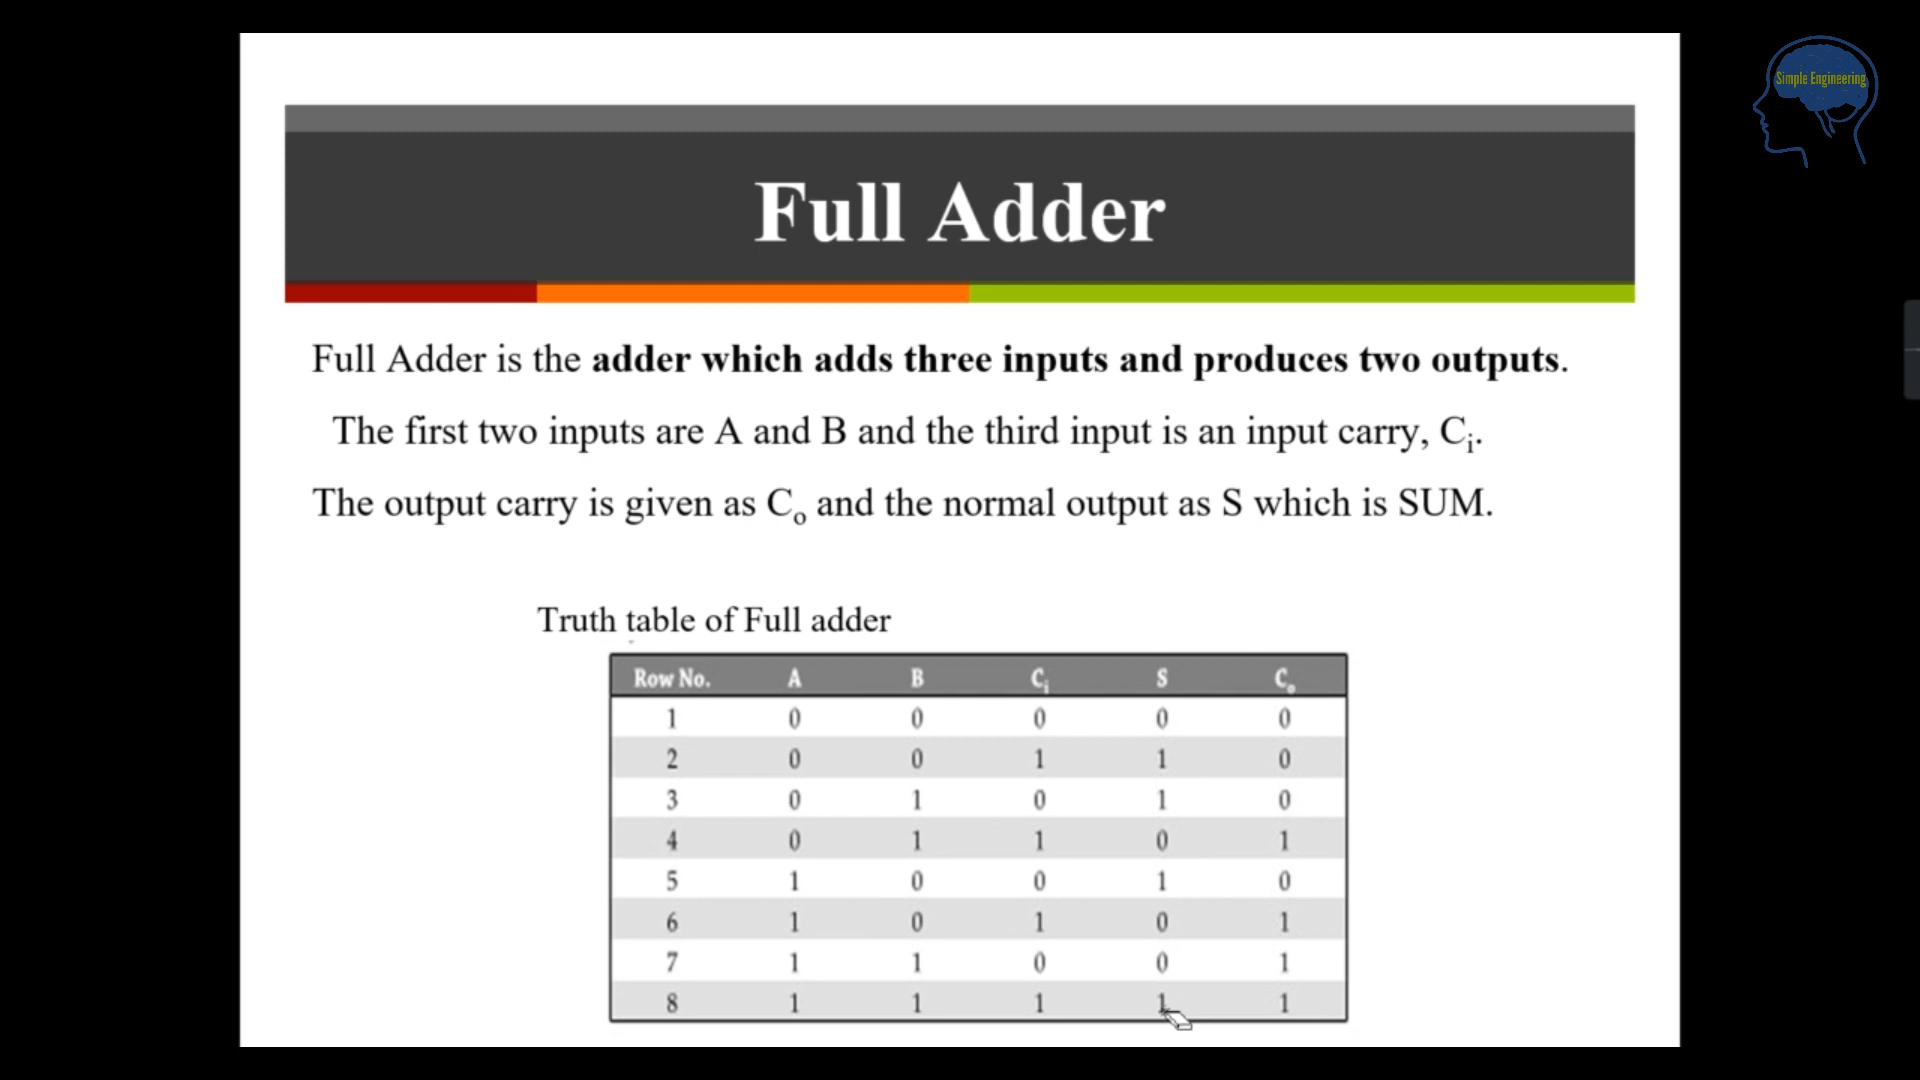 Simple Engineering
Full Adder
Full Adder is the adder which adds three inputs and produces two outputs.
The first two inputs are A and B and the third input is an input carry, Cᵢ.
The output carry is given as Cₒ and the normal output as S which is SUM.
Truth table of Full adder
Row No. A B Cᵢ S Cₒ
1 0 0 0 0 0
2 0 0 1 1 0
3 0 1 0 1 0
4 0 1 1 0 1
5 1 0 0 1 0
6 1 0 1 0 1
7 1 1 0 0 1
8 1 1 1 1 1